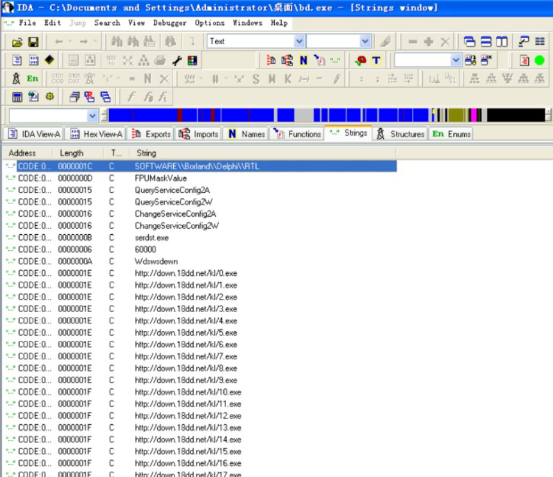 IDA - C:\Documents and Settings\Administrator\桌面\bd.exe - [Strings window]
File Edit Jump Search View Debugger Options Windows Help
Text
En
IDA View-A Hex View-A Exports Imports N Names Functions Strings Structures En Enums
Address Length T... String
CODE:0... 0000001C C SOFTWARE\\Borland\\Delphi\\RTL
CODE:0... 0000000D C FPUMaskValue
CODE:0... 00000015 C QueryServiceConfig2A
CODE:0... 00000015 C QueryServiceConfig2W
CODE:0... 00000016 C ChangeServiceConfig2A
CODE:0... 00000016 C ChangeServiceConfig2W
CODE:0... 0000000B C serdst.exe
CODE:0... 00000006 C 60000
CODE:0... 0000000A C Wdswsdewn
CODE:0... 0000001E C http://down.18dd.net/kl/0.exe
CODE:0... 0000001E C http://down.18dd.net/kl/1.exe
CODE:0... 0000001E C http://down.18dd.net/kl/2.exe
CODE:0... 0000001E C http://down.18dd.net/kl/3.exe
CODE:0... 0000001E C http://down.18dd.net/kl/4.exe
CODE:0... 0000001E C http://down.18dd.net/kl/5.exe
CODE:0... 0000001E C http://down.18dd.net/kl/6.exe
CODE:0... 0000001E C http://down.18dd.net/kl/7.exe
CODE:0... 0000001E C http://down.18dd.net/kl/8.exe
CODE:0... 0000001E C http://down.18dd.net/kl/9.exe
CODE:0... 0000001F C http://down.18dd.net/kl/10.exe
CODE:0... 0000001F C http://down.18dd.net/kl/11.exe
CODE:0... 0000001F C http://down.18dd.net/kl/12.exe
CODE:0... 0000001F C http://down.18dd.net/kl/13.exe
CODE:0... 0000001F C http://down.18dd.net/kl/14.exe
CODE:0... 0000001F C http://down.18dd.net/kl/15.exe
CODE:0... 0000001F C http://down.18dd.net/kl/16.exe
CODE:0... 0000001F C http://down.18dd.net/kl/17.exe